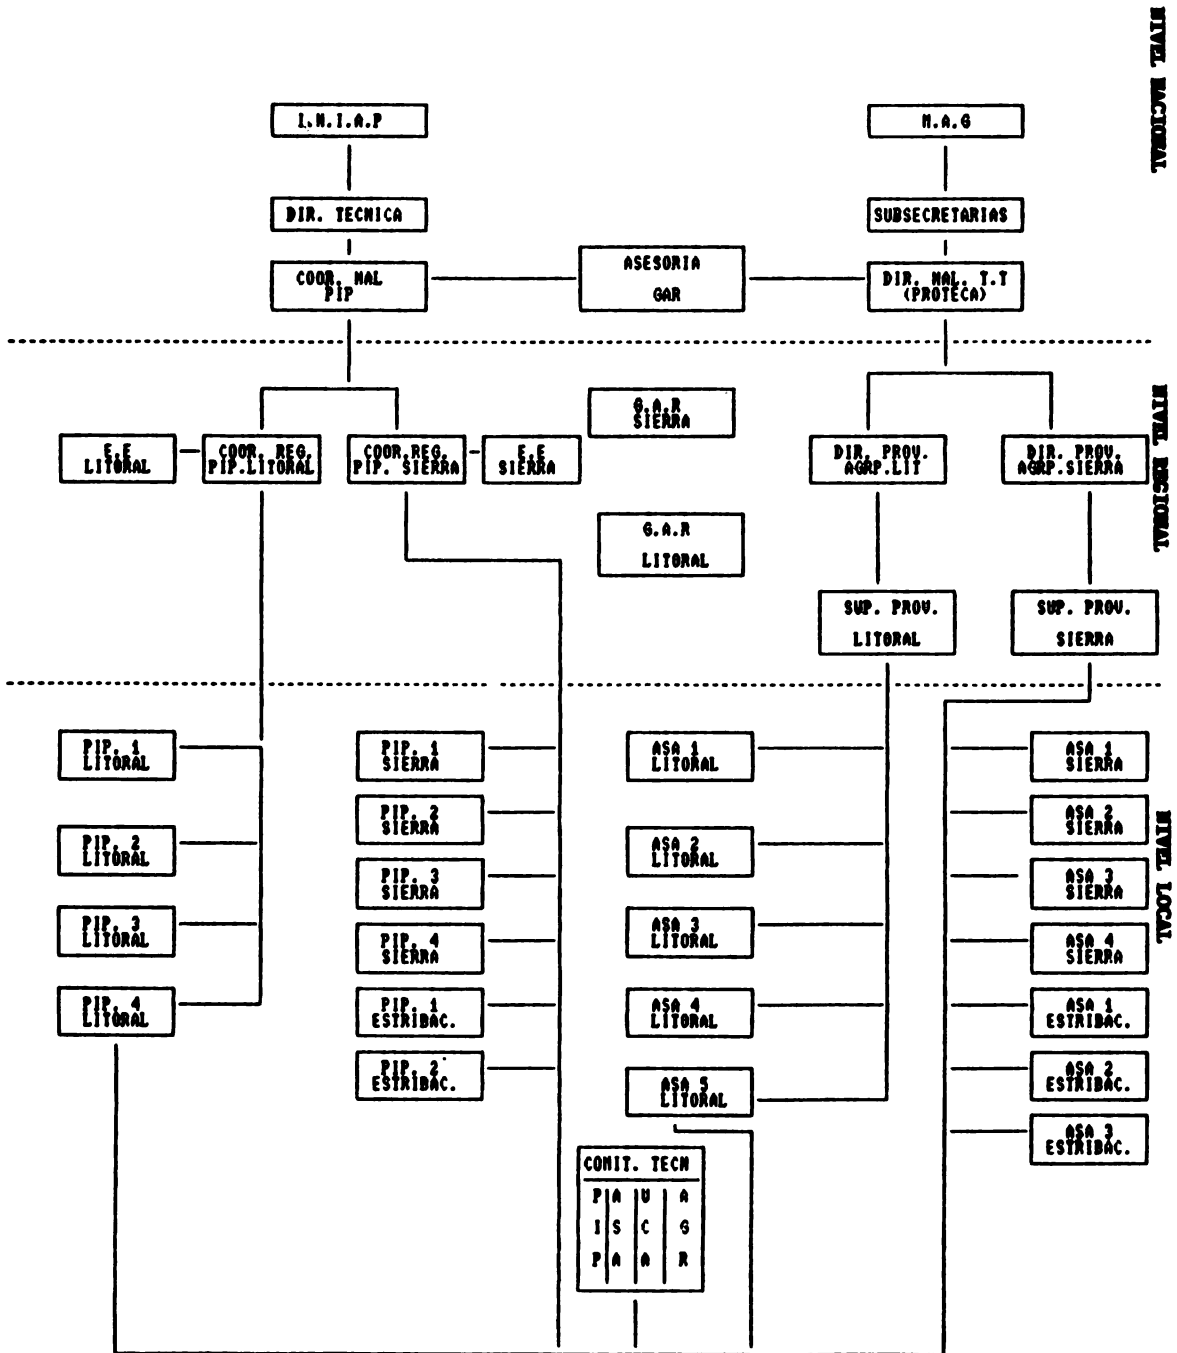 NIVEL NACIONAL
I.N.I.A.P
M.A.G
DIR. TECNICA
SUBSECRETARIAS
COOR. NAL
PIP
ASESORIA
GAR
DIR. NAL. T.T
(PROTECA)
NIVEL REGIONAL
G.A.R
SIERRA
E.E
LITORAL
COOR. REG.
PIP.LITORAL
COOR.REG.
PIP. SIERRA
E.E
SIERRA
DIR. PROV.
AGRP.LIT
DIR. PROV.
AGRP.SIERRA
G.A.R
LITORAL
SUP. PROV.
LITORAL
SUP. PROV.
SIERRA
NIVEL LOCAL
PIP. 1
LITORAL
PIP. 2
LITORAL
PIP. 3
LITORAL
PIP. 4
LITORAL
PIP. 1
SIERRA
PIP. 2
SIERRA
PIP. 3
SIERRA
PIP. 4
SIERRA
PIP. 1
ESTRIBAC.
PIP. 2
ESTRIBAC.
ASA 1
LITORAL
ASA 2
LITORAL
ASA 3
LITORAL
ASA 4
LITORAL
ASA 5
LITORAL
ASA 1
SIERRA
ASA 2
SIERRA
ASA 3
SIERRA
ASA 4
SIERRA
ASA 1
ESTRIBAC.
ASA 2
ESTRIBAC.
ASA 3
ESTRIBAC.
COMIT. TECN
P A U A
I S C G
P A A R